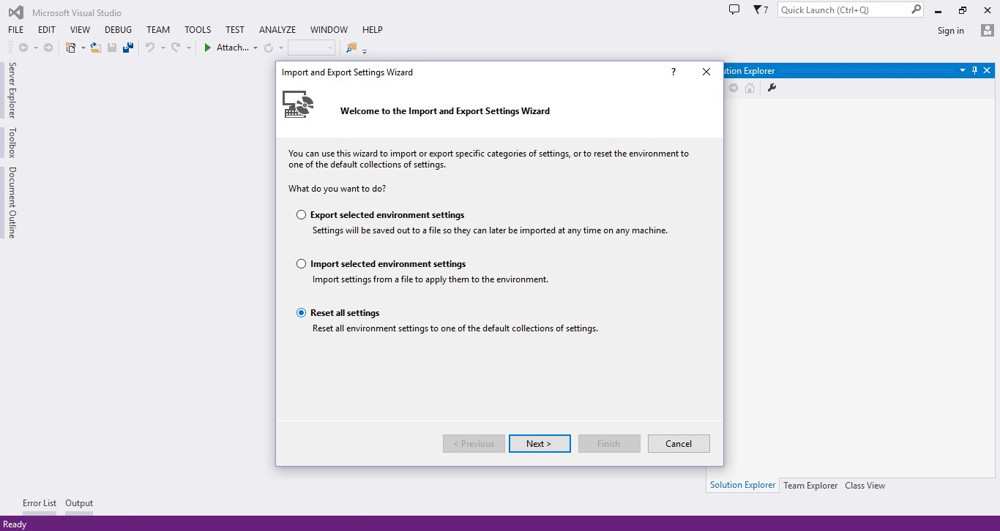 Microsoft Visual Studio
7
Quick Launch (Ctrl+Q)
FILE EDIT VIEW DEBUG TEAM TOOLS TEST ANALYZE WINDOW HELP
Sign in
Attach...
Server Explorer
Toolbox
Document Outline
Import and Export Settings Wizard
?
Welcome to the Import and Export Settings Wizard
You can use this wizard to import or export specific categories of settings, or to reset the environment to
one of the default collections of settings.
What do you want to do?
Export selected environment settings
Settings will be saved out to a file so they can later be imported at any time on any machine.
Import selected environment settings
Import settings from a file to apply them to the environment.
Reset all settings
Reset all environment settings to one of the default collections of settings.
< Previous Next > Finish Cancel
ution Explorer
Solution Explorer Team Explorer Class View
Error List Output
Ready